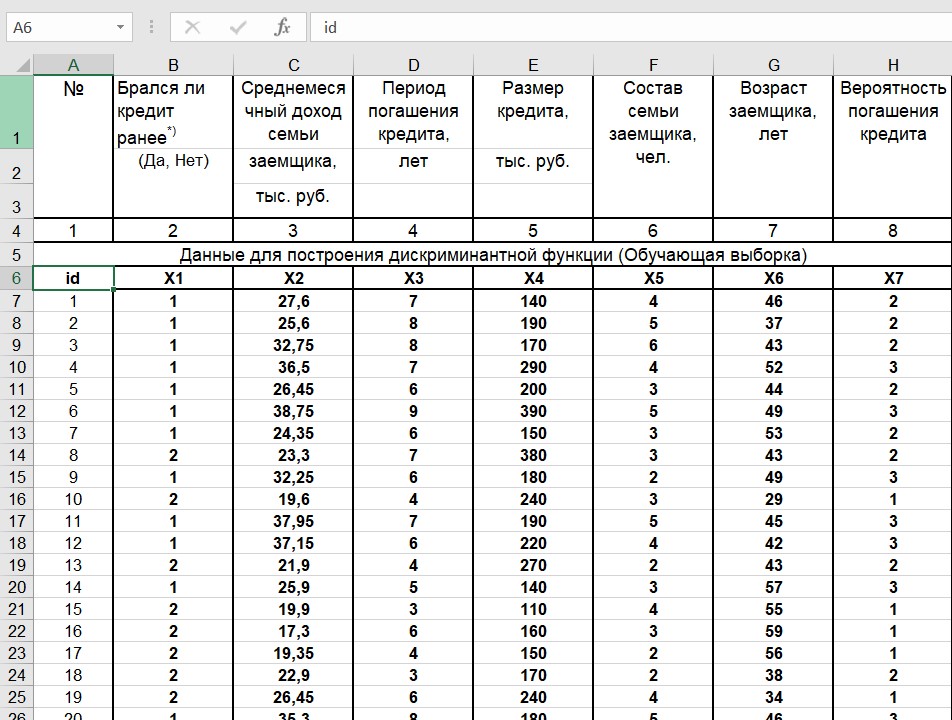 A6 fx id
A B C D E F G H
№ Брался ли Среднемеся Период Размер Состав Возраст Вероятность
кредит чный доход погашения кредита, семьи заемщика, погашения
1 ранее*) семьи кредита, заемщика, лет кредита
2 (Да, Нет) заемщика, лет тыс. руб. чел.
3 тыс. руб.
4 1 2 3 4 5 6 7 8
5 Данные для построения дискриминантной функции (Обучающая выборка)
6 id X1 X2 X3 X4 X5 X6 X7
7 1 1 27,6 7 140 4 46 2
8 2 1 25,6 8 190 5 37 2
9 3 1 32,75 8 170 6 43 2
10 4 1 36,5 7 290 4 52 3
11 5 1 26,45 6 200 3 44 2
12 6 1 38,75 9 390 5 49 3
13 7 1 24,35 6 150 3 53 2
14 8 2 23,3 7 380 3 43 2
15 9 1 32,25 6 180 2 49 3
16 10 2 19,6 4 240 3 29 1
17 11 1 37,95 7 190 5 45 3
18 12 1 37,15 6 220 4 42 3
19 13 2 21,9 4 270 2 43 2
20 14 1 25,9 5 140 3 57 3
21 15 2 19,9 3 110 4 55 1
22 16 2 17,3 6 160 3 59 1
23 17 2 19,35 4 150 2 56 1
24 18 2 22,9 3 170 2 38 2
25 19 2 26,45 6 240 4 34 1
26 20 1 35,3 8 180 5 46 3